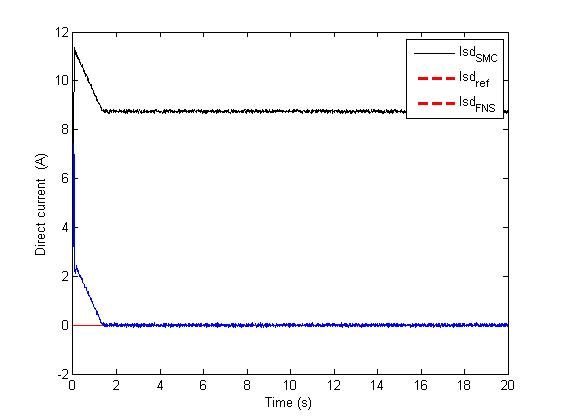 12
10
8
6
4
2
0
-2
Direct current (A)
Isd_SMC
Isd_ref
Isd_FNS
0 2 4 6 8 10 12 14 16 18 20
Time (s)